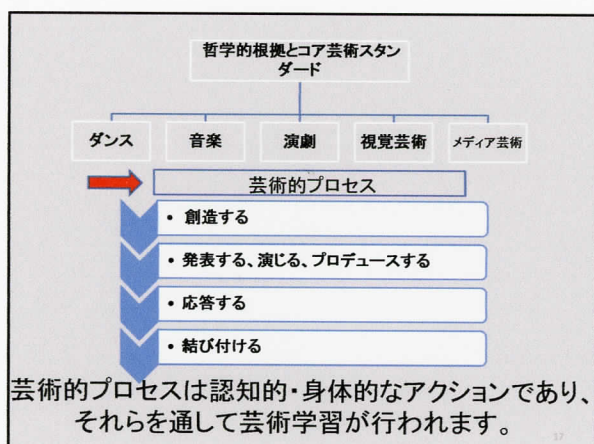 哲学的根拠とコア芸術スタン
ダード
ダンス
音楽
演劇
視覚芸術
メディア芸術
芸術的プロセス
• 創造する
• 発表する、演じる、プロデュースする
• 応答する
• 結び付ける
芸術的プロセスは認知的・身体的なアクションであり、
それらを通して芸術学習が行われます。
17